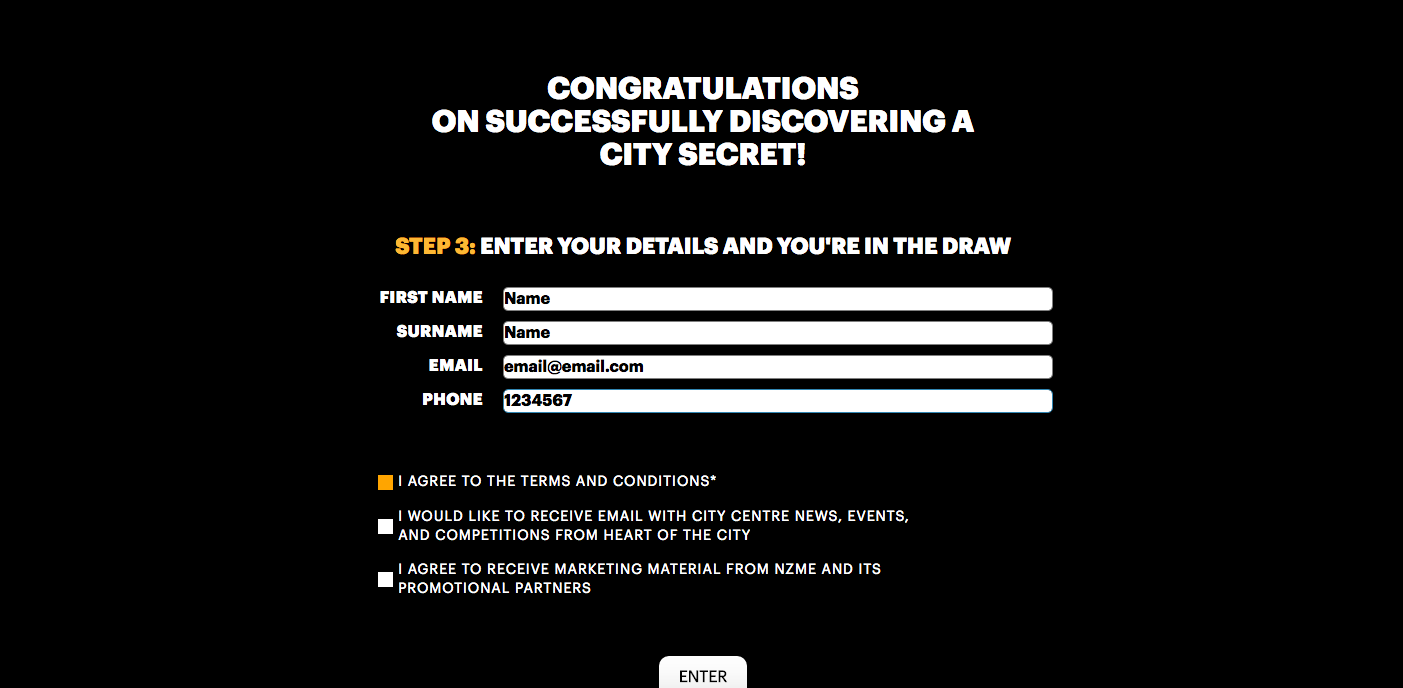 CONGRATULATIONS
ON SUCCESSFULLY DISCOVERING A
CITY SECRET!
STEP 3: ENTER YOUR DETAILS AND YOU'RE IN THE DRAW
FIRST NAME Name
SURNAME Name
EMAIL email@email.com
PHONE 1234567
I AGREE TO THE TERMS AND CONDITIONS*
I WOULD LIKE TO RECEIVE EMAIL WITH CITY CENTRE NEWS, EVENTS,
AND COMPETITIONS FROM HEART OF THE CITY
I AGREE TO RECEIVE MARKETING MATERIAL FROM NZME AND ITS
PROMOTIONAL PARTNERS
ENTER